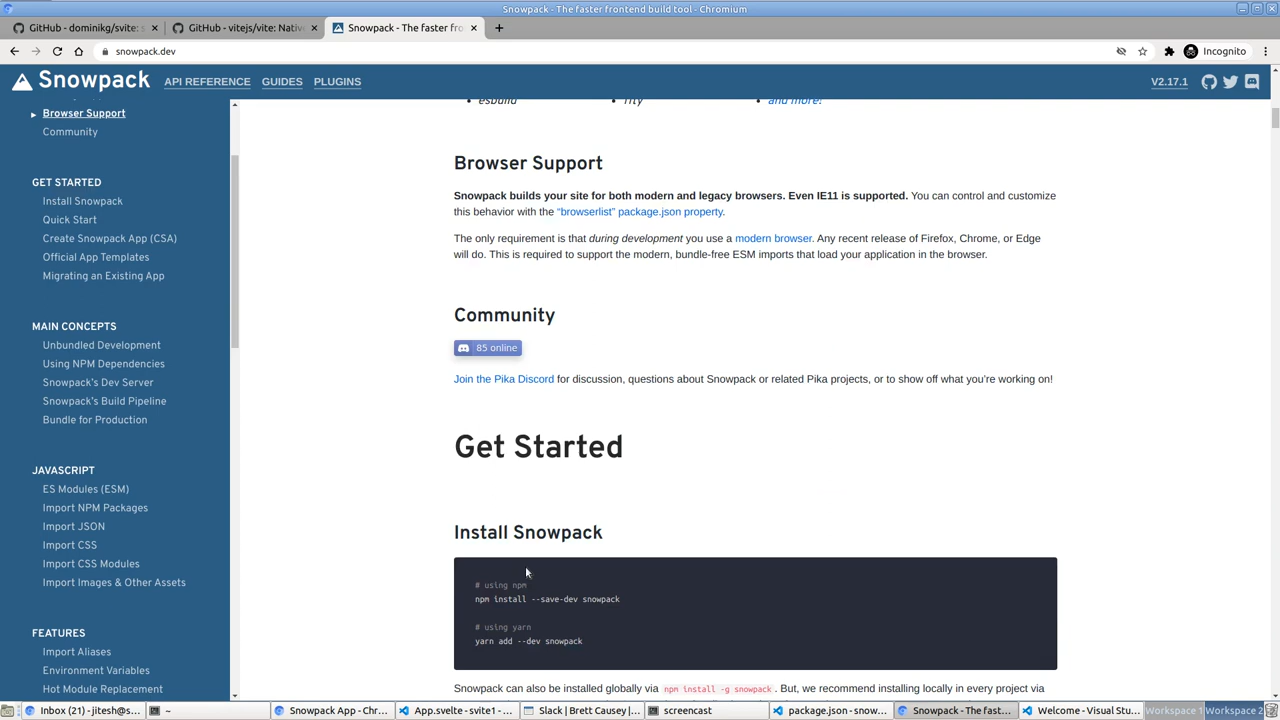 Snowpack - The faster frontend build tool - Chromium
GitHub - dominikg/svite: s
GitHub - vitejs/vite: Nativ
Snowpack - The faster fro
snowpack.dev
Incognito
Snowpack
API REFERENCE
GUIDES
PLUGINS
V2.17.1
Browser Support
Community
GET STARTED
Install Snowpack
Quick Start
Create Snowpack App (CSA)
Official App Templates
Migrating an Existing App
MAIN CONCEPTS
Unbundled Development
Using NPM Dependencies
Snowpack's Dev Server
Snowpack's Build Pipeline
Bundle for Production
JAVASCRIPT
ES Modules (ESM)
Import NPM Packages
Import JSON
Import CSS
Import CSS Modules
Import Images & Other Assets
FEATURES
Import Aliases
Environment Variables
Hot Module Replacement
esbuild
and more!
Browser Support
Snowpack builds your site for both modern and legacy browsers. Even IE11 is supported. You can control and customize
this behavior with the “browserlist” package.json property.
The only requirement is that during development you use a modern browser. Any recent release of Firefox, Chrome, or Edge
will do. This is required to support the modern, bundle-free ESM imports that load your application in the browser.
Community
85 online
Join the Pika Discord for discussion, questions about Snowpack or related Pika projects, or to show off what you’re working on!
Get Started
Install Snowpack
# using npm
npm install --save-dev snowpack
# using yarn
yarn add --dev snowpack
Snowpack can also be installed globally via npm install -g snowpack. But, we recommend installing locally in every project via
Inbox (21) - jitesh@s...
~
Snowpack App - Chr...
App.svelte - svite1 - ...
Slack | Brett Causey | ...
screencast
package.json - snow...
Snowpack - The fast...
Welcome - Visual Stu...
Workspace 1
Workspace 2